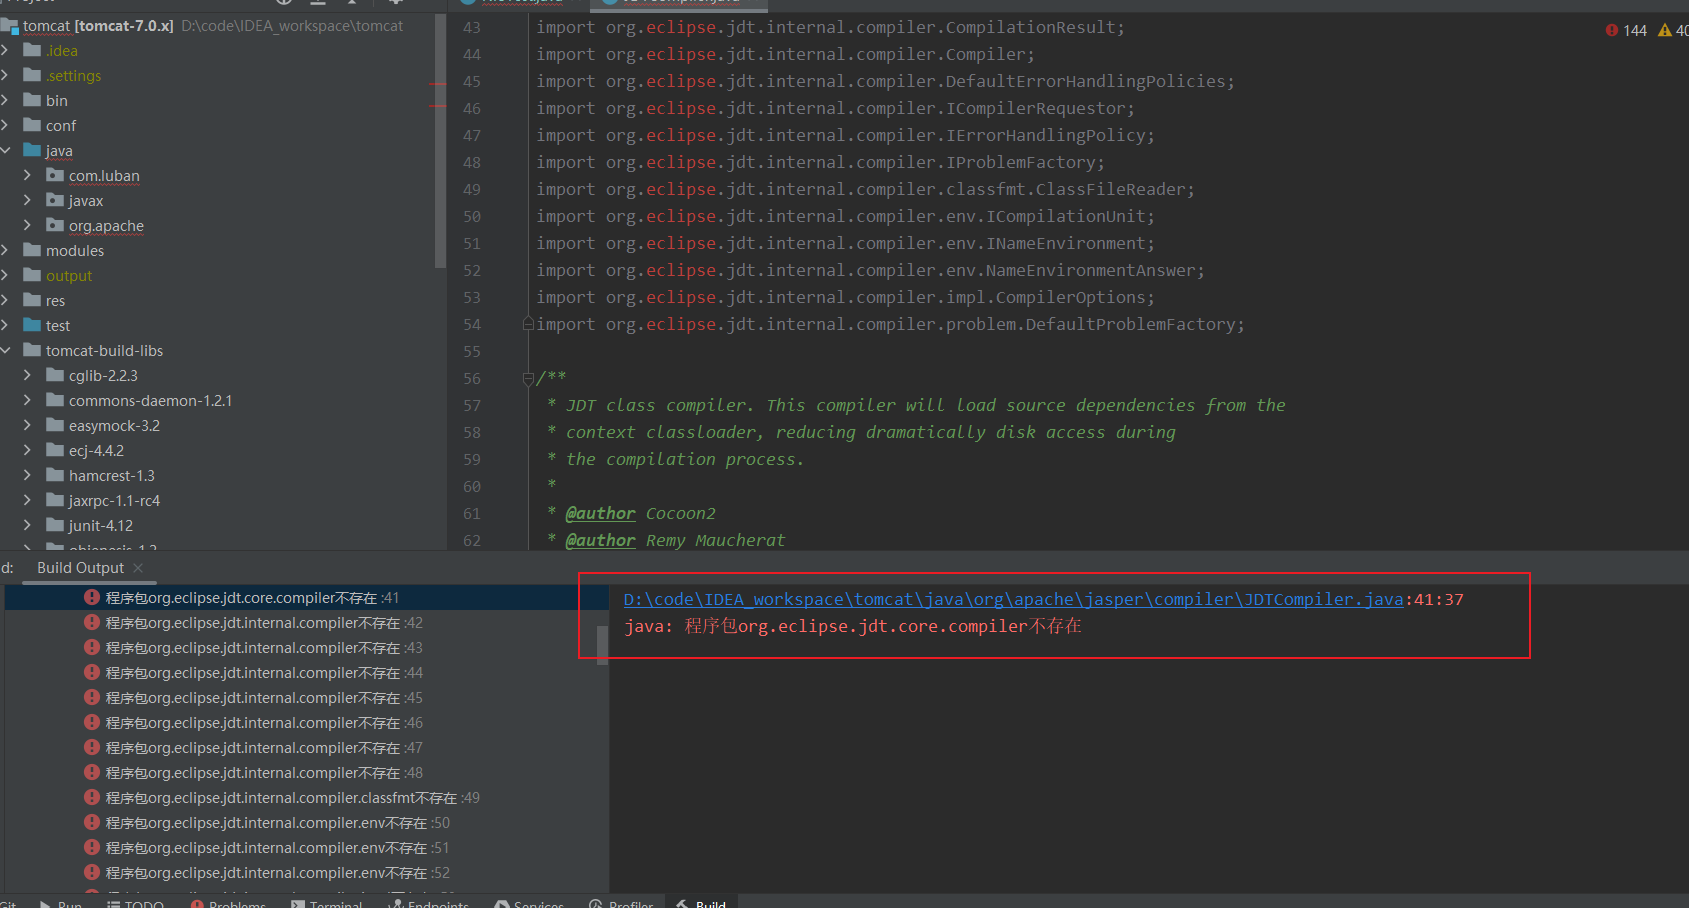 tomcat [tomcat-7.0.x] D:\code\IDEA_workspace\tomcat
.idea
.settings
bin
conf
java
com.luban
javax
org.apache
modules
output
res
test
tomcat-build-libs
cglib-2.2.3
commons-daemon-1.2.1
easymock-3.2
ecj-4.4.2
hamcrest-1.3
jaxrpc-1.1-rc4
junit-4.12
144 40
43 import org.eclipse.jdt.internal.compiler.CompilationResult;
44 import org.eclipse.jdt.internal.compiler.Compiler;
45 import org.eclipse.jdt.internal.compiler.DefaultErrorHandlingPolicies;
46 import org.eclipse.jdt.internal.compiler.ICompilerRequestor;
47 import org.eclipse.jdt.internal.compiler.IErrorHandlingPolicy;
48 import org.eclipse.jdt.internal.compiler.IProblemFactory;
49 import org.eclipse.jdt.internal.compiler.classfmt.ClassFileReader;
50 import org.eclipse.jdt.internal.compiler.env.ICompilationUnit;
51 import org.eclipse.jdt.internal.compiler.env.INameEnvironment;
52 import org.eclipse.jdt.internal.compiler.env.NameEnvironmentAnswer;
53 import org.eclipse.jdt.internal.compiler.impl.CompilerOptions;
54 import org.eclipse.jdt.internal.compiler.problem.DefaultProblemFactory;
55
56 /**
57 * JDT class compiler. This compiler will load source dependencies from the
58 * context classloader, reducing dramatically disk access during
59 * the compilation process.
60 *
61 * @author Cocoon2
62 * @author Remy Maucherat
d: Build Output
程序包org.eclipse.jdt.core.compiler不存在 :41
程序包org.eclipse.jdt.internal.compiler不存在 :42
程序包org.eclipse.jdt.internal.compiler不存在 :43
程序包org.eclipse.jdt.internal.compiler不存在 :44
程序包org.eclipse.jdt.internal.compiler不存在 :45
程序包org.eclipse.jdt.internal.compiler不存在 :46
程序包org.eclipse.jdt.internal.compiler不存在 :47
程序包org.eclipse.jdt.internal.compiler不存在 :48
程序包org.eclipse.jdt.internal.compiler.classfmt不存在 :49
程序包org.eclipse.jdt.internal.compiler.env不存在 :50
程序包org.eclipse.jdt.internal.compiler.env不存在 :51
程序包org.eclipse.jdt.internal.compiler.env不存在 :52
D:\code\IDEA_workspace\tomcat\java\org\apache\jasper\compiler\JDTCompiler.java:41:37
java: 程序包org.eclipse.jdt.core.compiler不存在
Git Run TODO Problems Terminal Endpoints Services Profiler Build